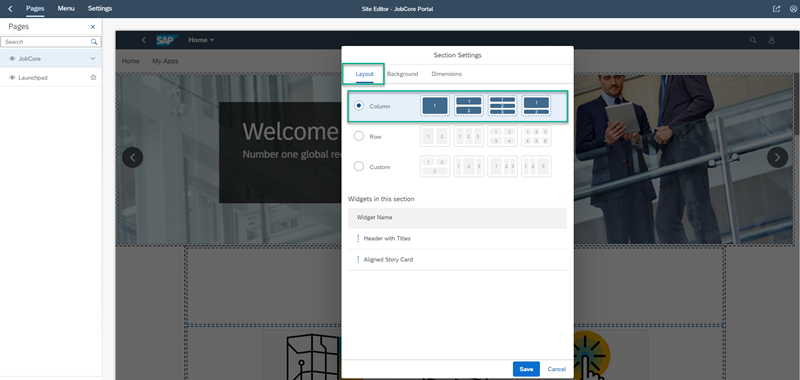 Pages Menu Settings Site Editor - JobCore Portal
Pages
Search
JobCore
Launchpad
SAP Home
Home My Apps
Welcome
Number one global re
Section Settings
Layout Background Dimensions
Column 1 1 2 1 2 3 1 2
Row 1 2 1 2 3 1 2 3 4 1 2 3 4 5 6
Custom 1 2 3 1 2 3 1 2 3 1 2 3
Widgets in this section
Widget Name
Header with Titles
Aligned Story Card
Save Cancel